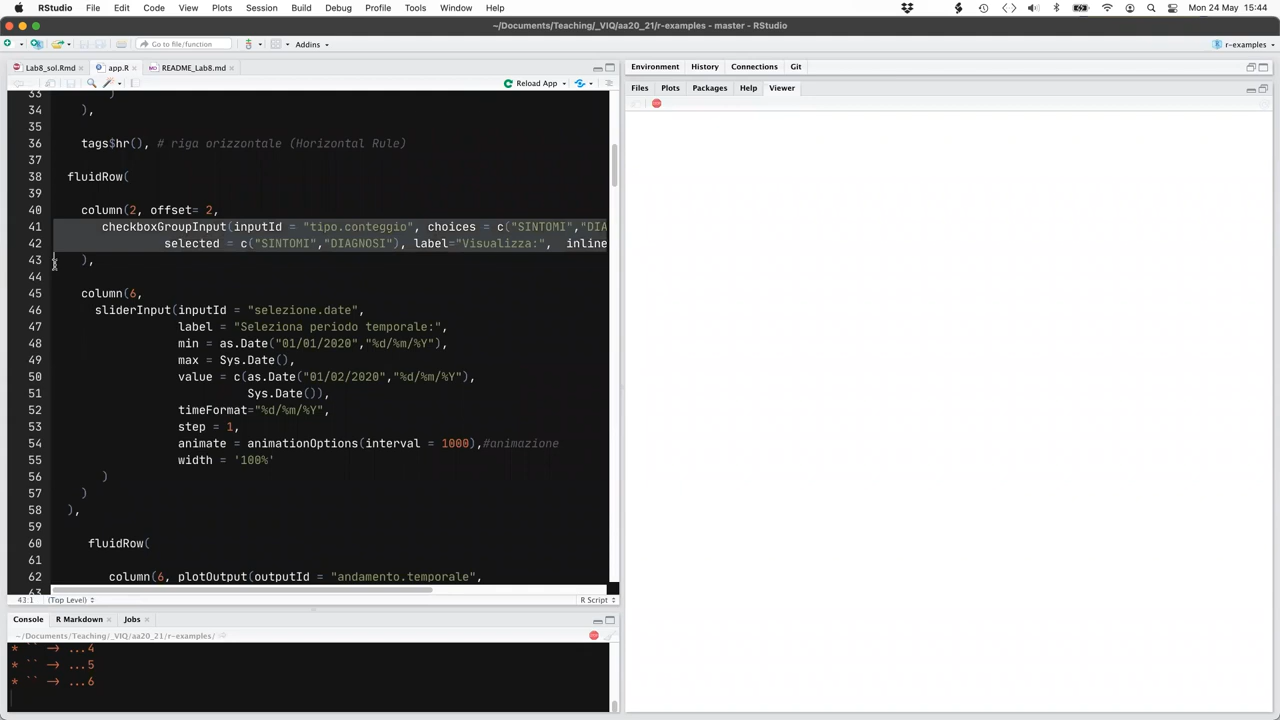 RStudio File Edit Code View Plots Session Build Debug Profile Tools Window Help Mon 24 May 15:44
~/Documents/Teaching/_VIQ/aa20_21/r-examples - master - RStudio
Go to file/function Addins r-examples
Lab8_sol.Rmd app.R README_Lab8.md
Environment History Connections Git
Reload App
Files Plots Packages Help Viewer
33 )
34 ),
35
36 tags$hr(), # riga orizzontale (Horizontal Rule)
37
38 fluidRow(
39
40 column(2, offset= 2,
41 checkboxGroupInput(inputId = "tipo.conteggio", choices = c("SINTOMI","DIA
42 selected = c("SINTOMI","DIAGNOSI"), label="Visualizza:", inline
43 ),
44
45 column(6,
46 sliderInput(inputId = "selezione.date",
47 label = "Seleziona periodo temporale:",
48 min = as.Date("01/01/2020","%d/%m/%Y"),
49 max = Sys.Date(),
50 value = c(as.Date("01/02/2020","%d/%m/%Y"),
51 Sys.Date()),
52 timeFormat="%d/%m/%Y",
53 step = 1,
54 animate = animationOptions(interval = 1000),#animazione
55 width = '100%'
56 )
57 )
58 ),
59
60 fluidRow(
61
62 column(6, plotOutput(outputId = "andamento.temporale",
63
43:1 (Top Level) R Script
Console R Markdown Jobs
~/Documents/Teaching/_VIQ/aa20_21/r-examples/
* `` -> ...4
* `` -> ...5
* `` -> ...6